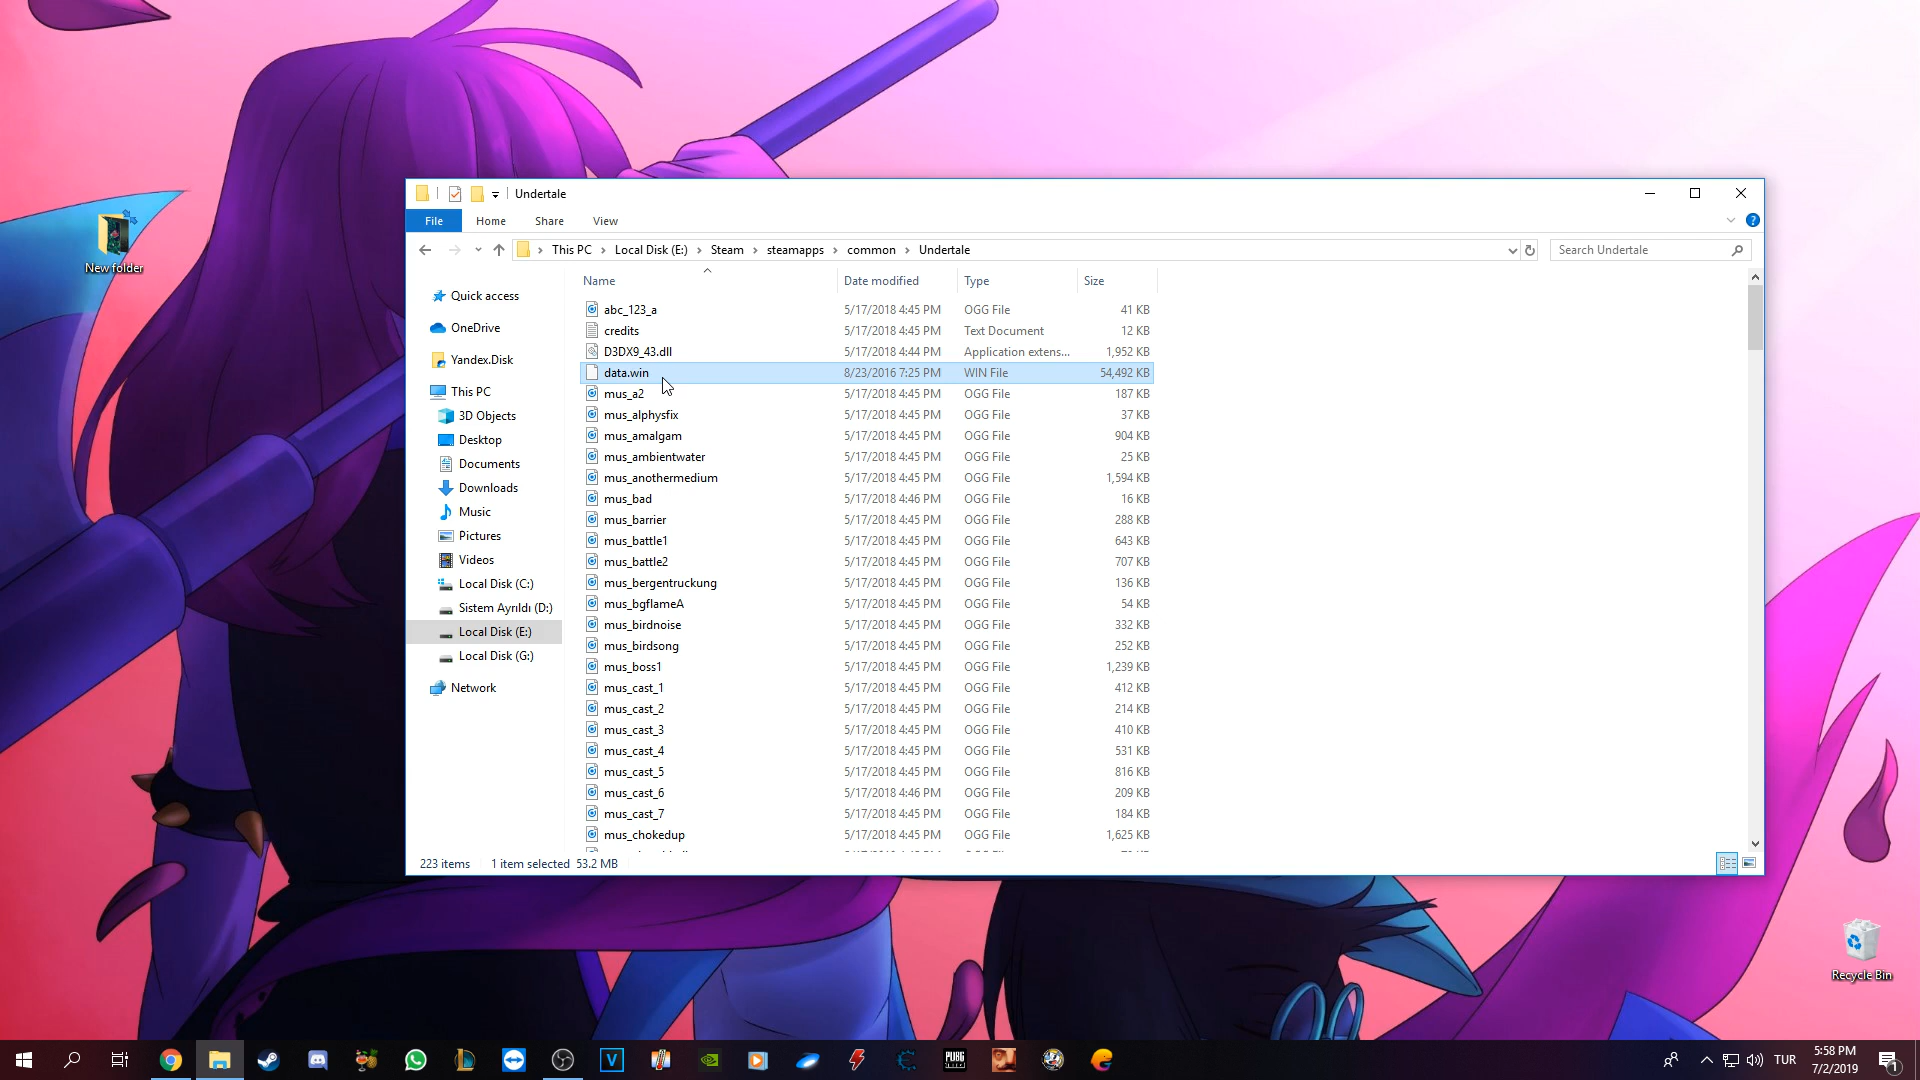 New folder
Undertale
File Home Share View
This PC Local Disk (E:) Steam steamapps common Undertale Search Undertale
Name Date modified Type Size
Quick access
OneDrive
Yandex.Disk
This PC
3D Objects
Desktop
Documents
Downloads
Music
Pictures
Videos
Local Disk (C:)
Sistem Ayrıldı (D:)
Local Disk (E:)
Local Disk (G:)
Network
abc_123_a 5/17/2018 4:45 PM OGG File 41 KB
credits 5/17/2018 4:45 PM Text Document 12 KB
D3DX9_43.dll 5/17/2018 4:44 PM Application extens... 1,952 KB
data.win 8/23/2016 7:25 PM WIN File 54,492 KB
mus_a2 5/17/2018 4:45 PM OGG File 187 KB
mus_alphysfix 5/17/2018 4:45 PM OGG File 37 KB
mus_amalgam 5/17/2018 4:45 PM OGG File 904 KB
mus_ambientwater 5/17/2018 4:45 PM OGG File 25 KB
mus_anothermedium 5/17/2018 4:45 PM OGG File 1,594 KB
mus_bad 5/17/2018 4:46 PM OGG File 16 KB
mus_barrier 5/17/2018 4:45 PM OGG File 288 KB
mus_battle1 5/17/2018 4:45 PM OGG File 643 KB
mus_battle2 5/17/2018 4:45 PM OGG File 707 KB
mus_bergentruckung 5/17/2018 4:45 PM OGG File 136 KB
mus_bgflameA 5/17/2018 4:45 PM OGG File 54 KB
mus_birdnoise 5/17/2018 4:45 PM OGG File 332 KB
mus_birdsong 5/17/2018 4:45 PM OGG File 252 KB
mus_boss1 5/17/2018 4:45 PM OGG File 1,239 KB
mus_cast_1 5/17/2018 4:45 PM OGG File 412 KB
mus_cast_2 5/17/2018 4:45 PM OGG File 214 KB
mus_cast_3 5/17/2018 4:45 PM OGG File 410 KB
mus_cast_4 5/17/2018 4:45 PM OGG File 531 KB
mus_cast_5 5/17/2018 4:45 PM OGG File 816 KB
mus_cast_6 5/17/2018 4:46 PM OGG File 209 KB
mus_cast_7 5/17/2018 4:45 PM OGG File 184 KB
mus_chokedup 5/17/2018 4:45 PM OGG File 1,625 KB
223 items 1 item selected 53.2 MB
Recycle Bin
PUBG
TUR
5:58 PM
7/2/2019
1